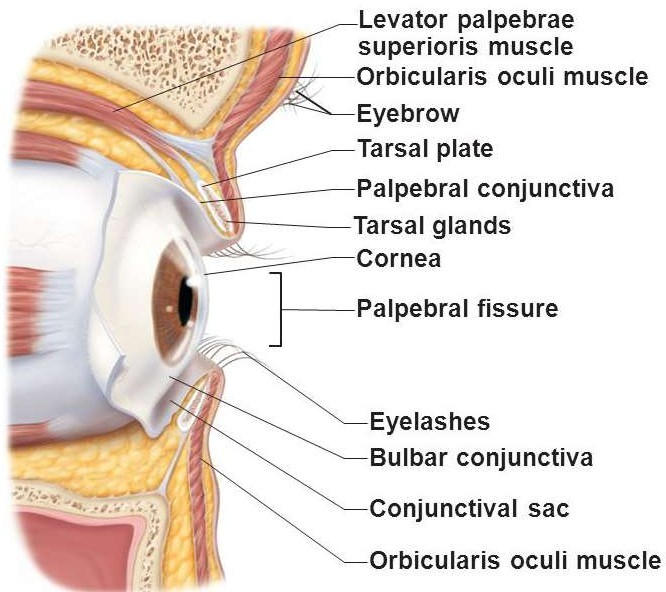 Levator palpebrae
superioris muscle
Orbicularis oculi muscle
Eyebrow
Tarsal plate
Palpebral conjunctiva
Tarsal glands
Cornea
Palpebral fissure
Eyelashes
Bulbar conjunctiva
Conjunctival sac
Orbicularis oculi muscle